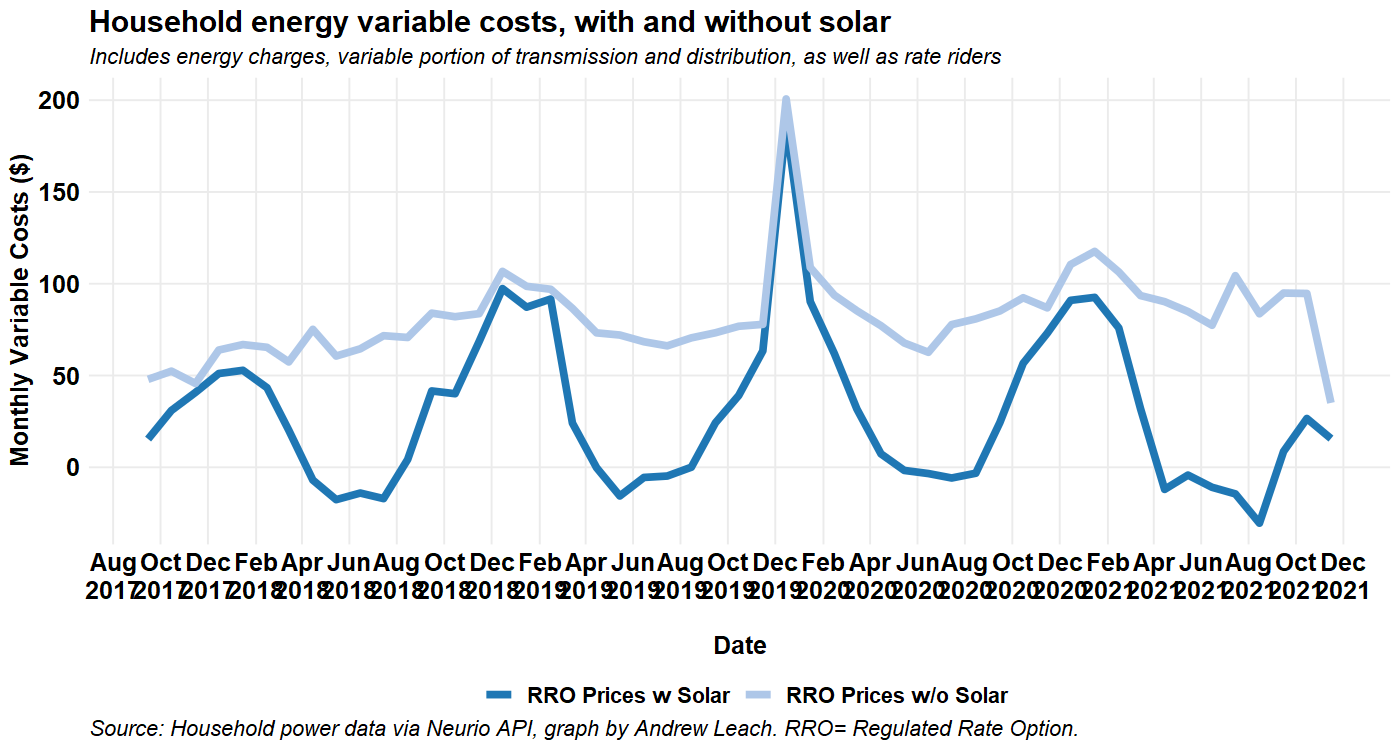 Household energy variable costs, with and without solar
Includes energy charges, variable portion of transmission and distribution, as well as rate riders
Monthly Variable Costs ($)
200
150
100
50
0
Aug Oct Dec Feb Apr Jun Aug Oct Dec Feb Apr Jun Aug Oct Dec Feb Apr Jun Aug Oct Dec Feb Apr Jun Aug Oct Dec
2017 2017 2017 2018 2018 2018 2018 2018 2018 2019 2019 2019 2019 2019 2019 2020 2020 2020 2020 2020 2020 2021 2021 2021 2021 2021 2021
Date
RRO Prices w Solar RRO Prices w/o Solar
Source: Household power data via Neurio API, graph by Andrew Leach. RRO= Regulated Rate Option.